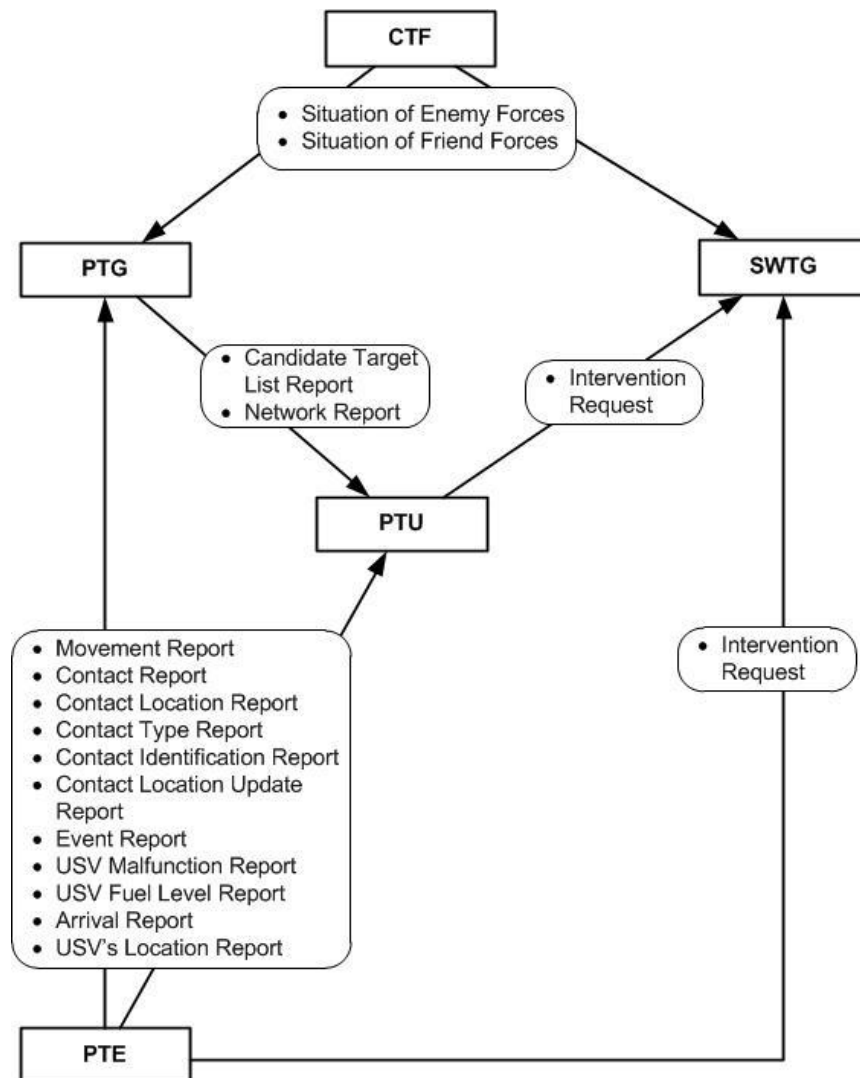 CTF
• Situation of Enemy Forces
• Situation of Friend Forces
PTG
SWTG
• Candidate Target
List Report
• Network Report
• Intervention
Request
PTU
• Movement Report
• Contact Report
• Contact Location Report
• Contact Type Report
• Contact Identification Report
• Contact Location Update
Report
• Event Report
• USV Malfunction Report
• USV Fuel Level Report
• Arrival Report
• USV's Location Report
• Intervention
Request
PTE